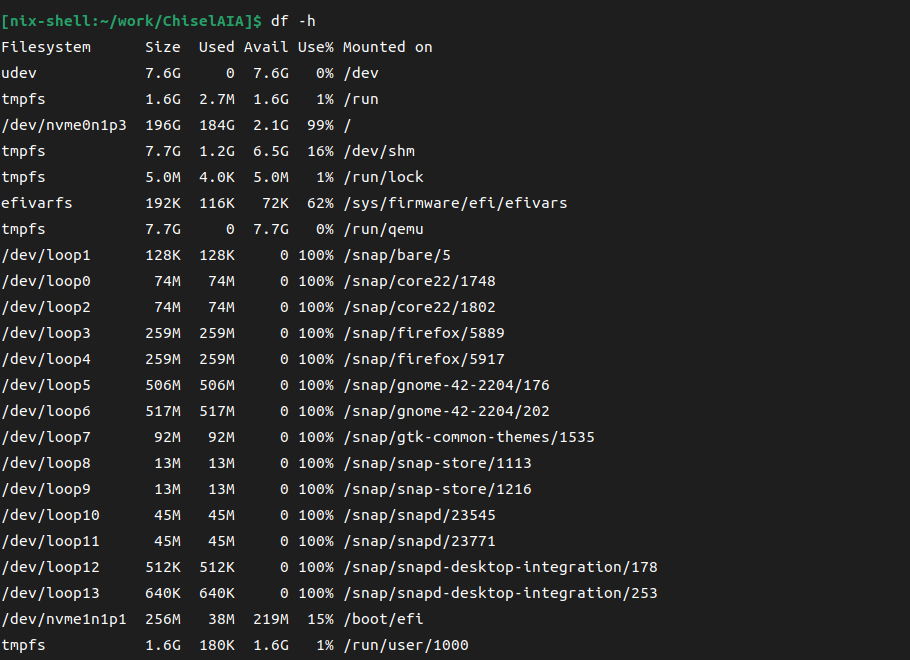 [nix-shell:~/work/ChiselAIA]$ df -h
Filesystem      Size  Used Avail Use% Mounted on
udev            7.6G     0  7.6G   0% /dev
tmpfs           1.6G  2.7M  1.6G   1% /run
/dev/nvme0n1p3  196G  184G  2.1G  99% /
tmpfs           7.7G  1.2G  6.5G  16% /dev/shm
tmpfs           5.0M  4.0K  5.0M   1% /run/lock
efivarfs        192K  116K   72K  62% /sys/firmware/efi/efivars
tmpfs           7.7G     0  7.7G   0% /run/qemu
/dev/loop1      128K  128K     0 100% /snap/bare/5
/dev/loop0       74M   74M     0 100% /snap/core22/1748
/dev/loop2       74M   74M     0 100% /snap/core22/1802
/dev/loop3      259M  259M     0 100% /snap/firefox/5889
/dev/loop4      259M  259M     0 100% /snap/firefox/5917
/dev/loop5      506M  506M     0 100% /snap/gnome-42-2204/176
/dev/loop6      517M  517M     0 100% /snap/gnome-42-2204/202
/dev/loop7       92M   92M     0 100% /snap/gtk-common-themes/1535
/dev/loop8       13M   13M     0 100% /snap/snap-store/1113
/dev/loop9       13M   13M     0 100% /snap/snap-store/1216
/dev/loop10      45M   45M     0 100% /snap/snapd/23545
/dev/loop11      45M   45M     0 100% /snap/snapd/23771
/dev/loop12     512K  512K     0 100% /snap/snapd-desktop-integration/178
/dev/loop13     640K  640K     0 100% /snap/snapd-desktop-integration/253
/dev/nvme1n1p1  256M   38M  219M  15% /boot/efi
tmpfs           1.6G  180K  1.6G   1% /run/user/1000